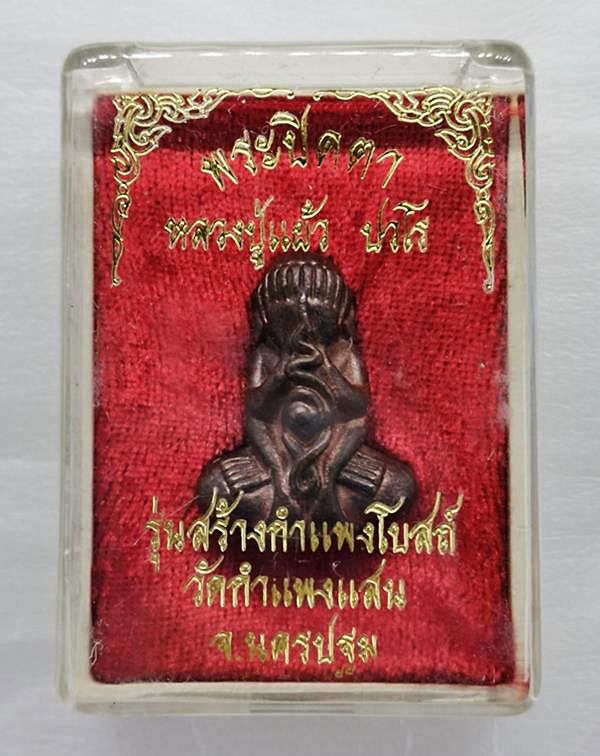 พระปิดตา
หลวงปู่แผ้ว ปวโร
รุ่นสร้างกำแพงโบสถ์
วัดกำแพงแสน
จ.นครปฐม